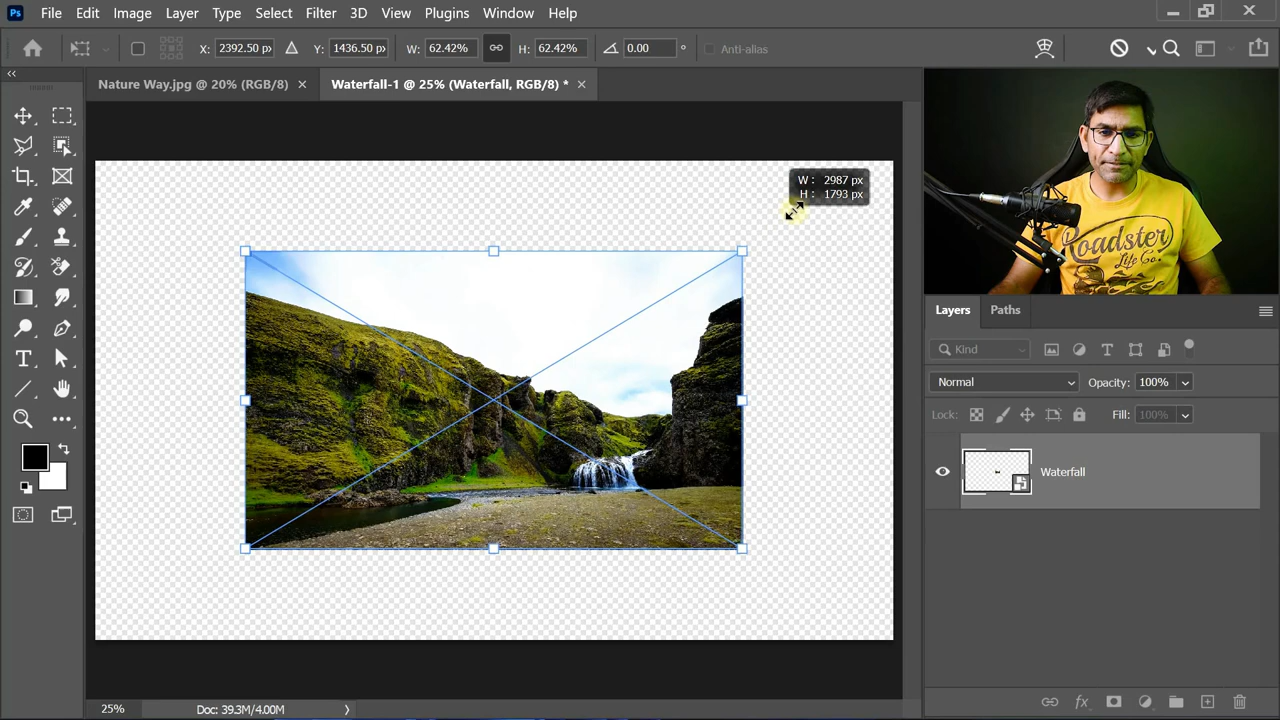 Ps File Edit Image Layer Type Select Filter 3D View Plugins Window Help
X: 2392.50 px Y: 1436.50 px W: 62.42% H: 62.42% 0.00 ° Anti-alias
Nature Way.jpg @ 20% (RGB/8) Waterfall-1 @ 25% (Waterfall, RGB/8) *
W: 2987 px
H: 1793 px
Roadster
Life Co.
Layers Paths
Kind
Normal Opacity: 100%
Lock: Fill: 100%
Waterfall
25% Doc: 39.3M/4.00M